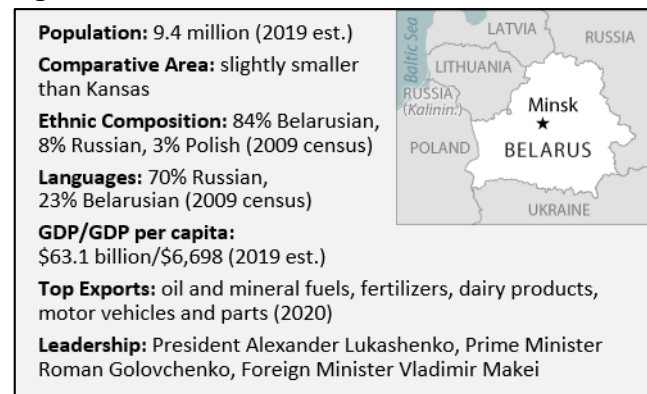 Population: 9.4 million (2019 est.)
Comparative Area: slightly smaller
than Kansas
Ethnic Composition: 84% Belarusian,
8% Russian, 3% Polish (2009 census)
Languages: 70% Russian,
23% Belarusian (2009 census)
GDP/GDP per capita:
$63.1 billion/$6,698 (2019 est.)
Top Exports: oil and mineral fuels, fertilizers, dairy products,
motor vehicles and parts (2020)
Leadership: President Alexander Lukashenko, Prime Minister
Roman Golovchenko, Foreign Minister Vladimir Makei
Baltic Sea
LATVIA
RUSSIA
LITHUANIA
RUSSIA
(Kalinin.)
Minsk
POLAND
BELARUS
UKRAINE